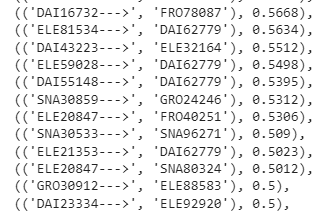 (('DAI16732--->', 'FRO78087'), 0.5668),
(('ELE81534--->', 'DAI62779'), 0.5634),
(('DAI43223--->', 'ELE32164'), 0.5512),
(('ELE59028--->', 'DAI62779'), 0.5498),
(('DAI55148--->', 'DAI62779'), 0.5395),
(('SNA30859--->', 'GRO24246'), 0.5312),
(('ELE20847--->', 'FRO40251'), 0.5306),
(('SNA30533--->', 'SNA96271'), 0.509),
(('ELE21353--->', 'DAI62779'), 0.5023),
(('ELE20847--->', 'SNA80324'), 0.5012),
(('GRO30912--->', 'ELE88583'), 0.5),
(('DAI23334--->', 'ELE92920'), 0.5),